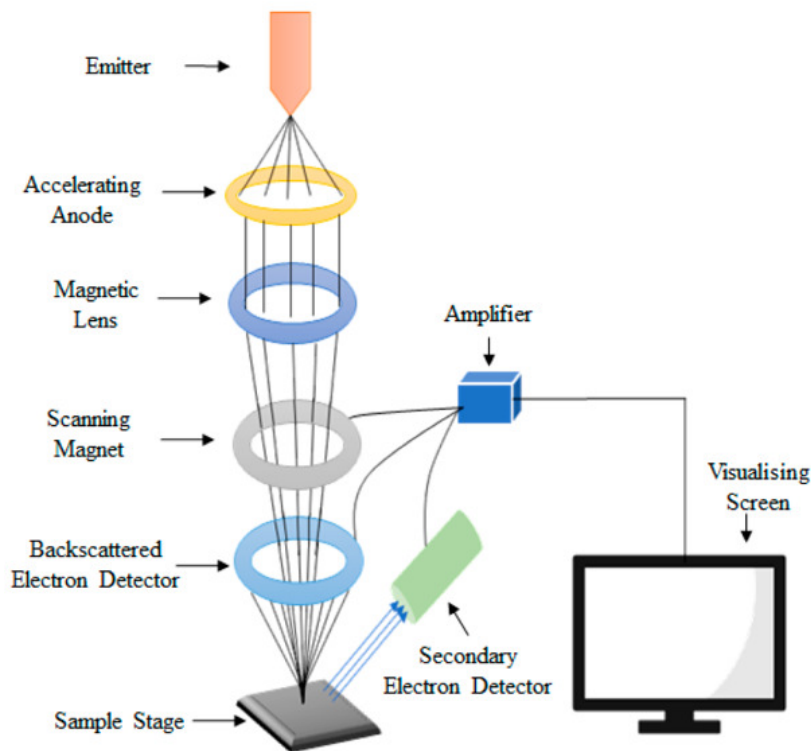 Emitter
Accelerating
Anode
Magnetic
Lens
Amplifier
Scanning
Magnet
Visualising
Screen
Backscattered
Electron Detector
Secondary
Electron Detector
Sample Stage